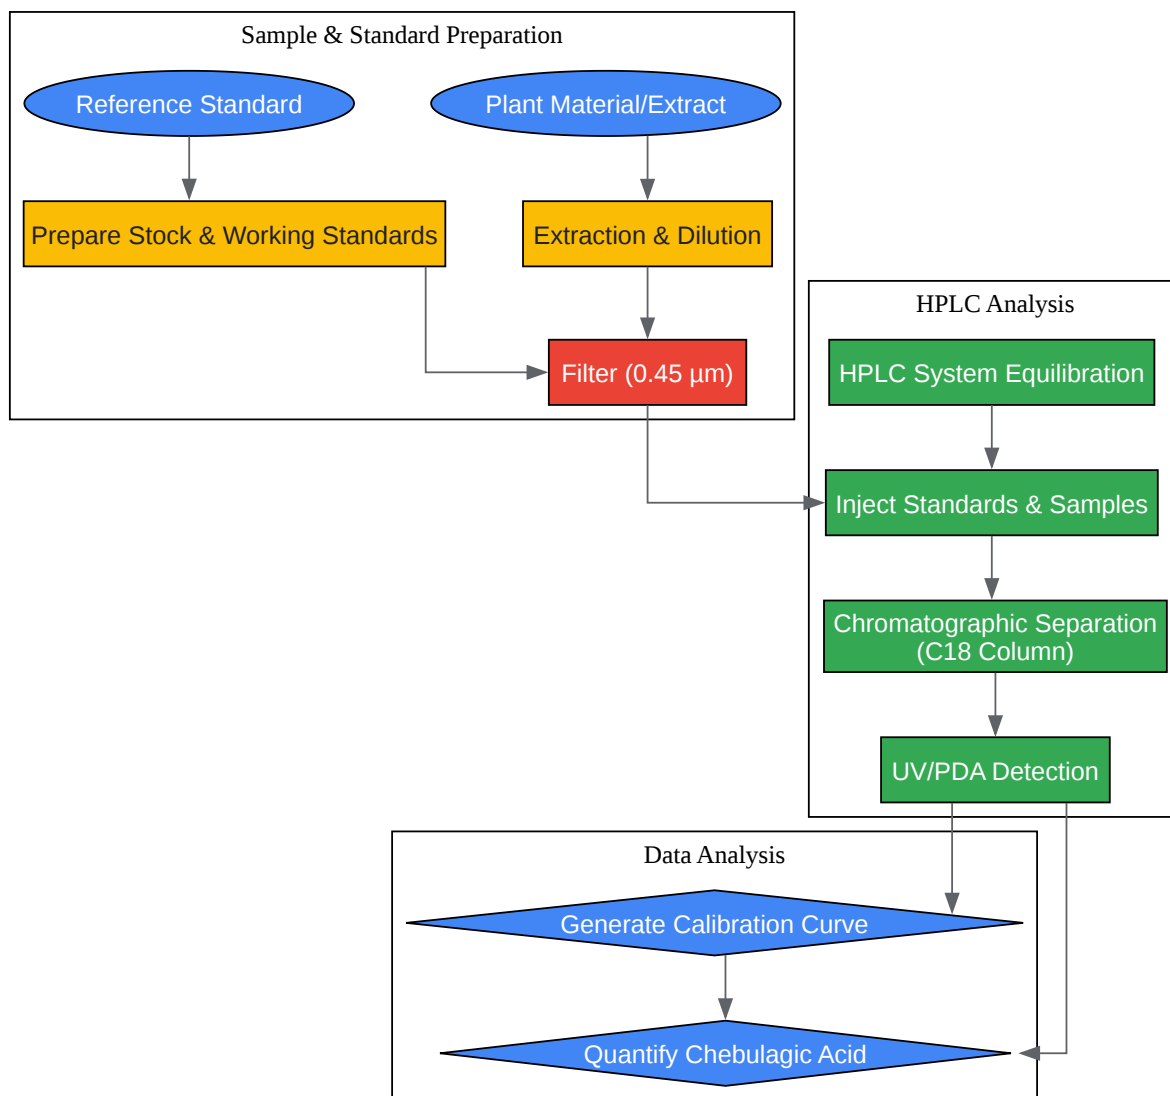 Sample & Standard Preparation
Reference Standard
Plant Material/Extract
Prepare Stock & Working Standards
Extraction & Dilution
Filter (0.45 µm)
HPLC Analysis
HPLC System Equilibration
Inject Standards & Samples
Chromatographic Separation
(C18 Column)
UV/PDA Detection
Data Analysis
Generate Calibration Curve
Quantify Chebulagic Acid